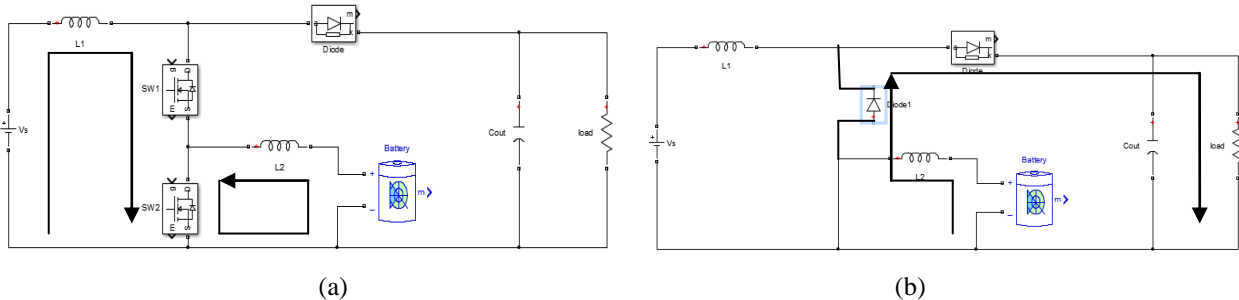 L1
Diode
g
D
SW1
m
S
Vs
L2
Battery
+
m
−
g
D
SW2
m
S
Cout
load
(a)
L1
m
Diode
Diode1
Vs
L2
Battery
+
m
−
Cout
load
(b)